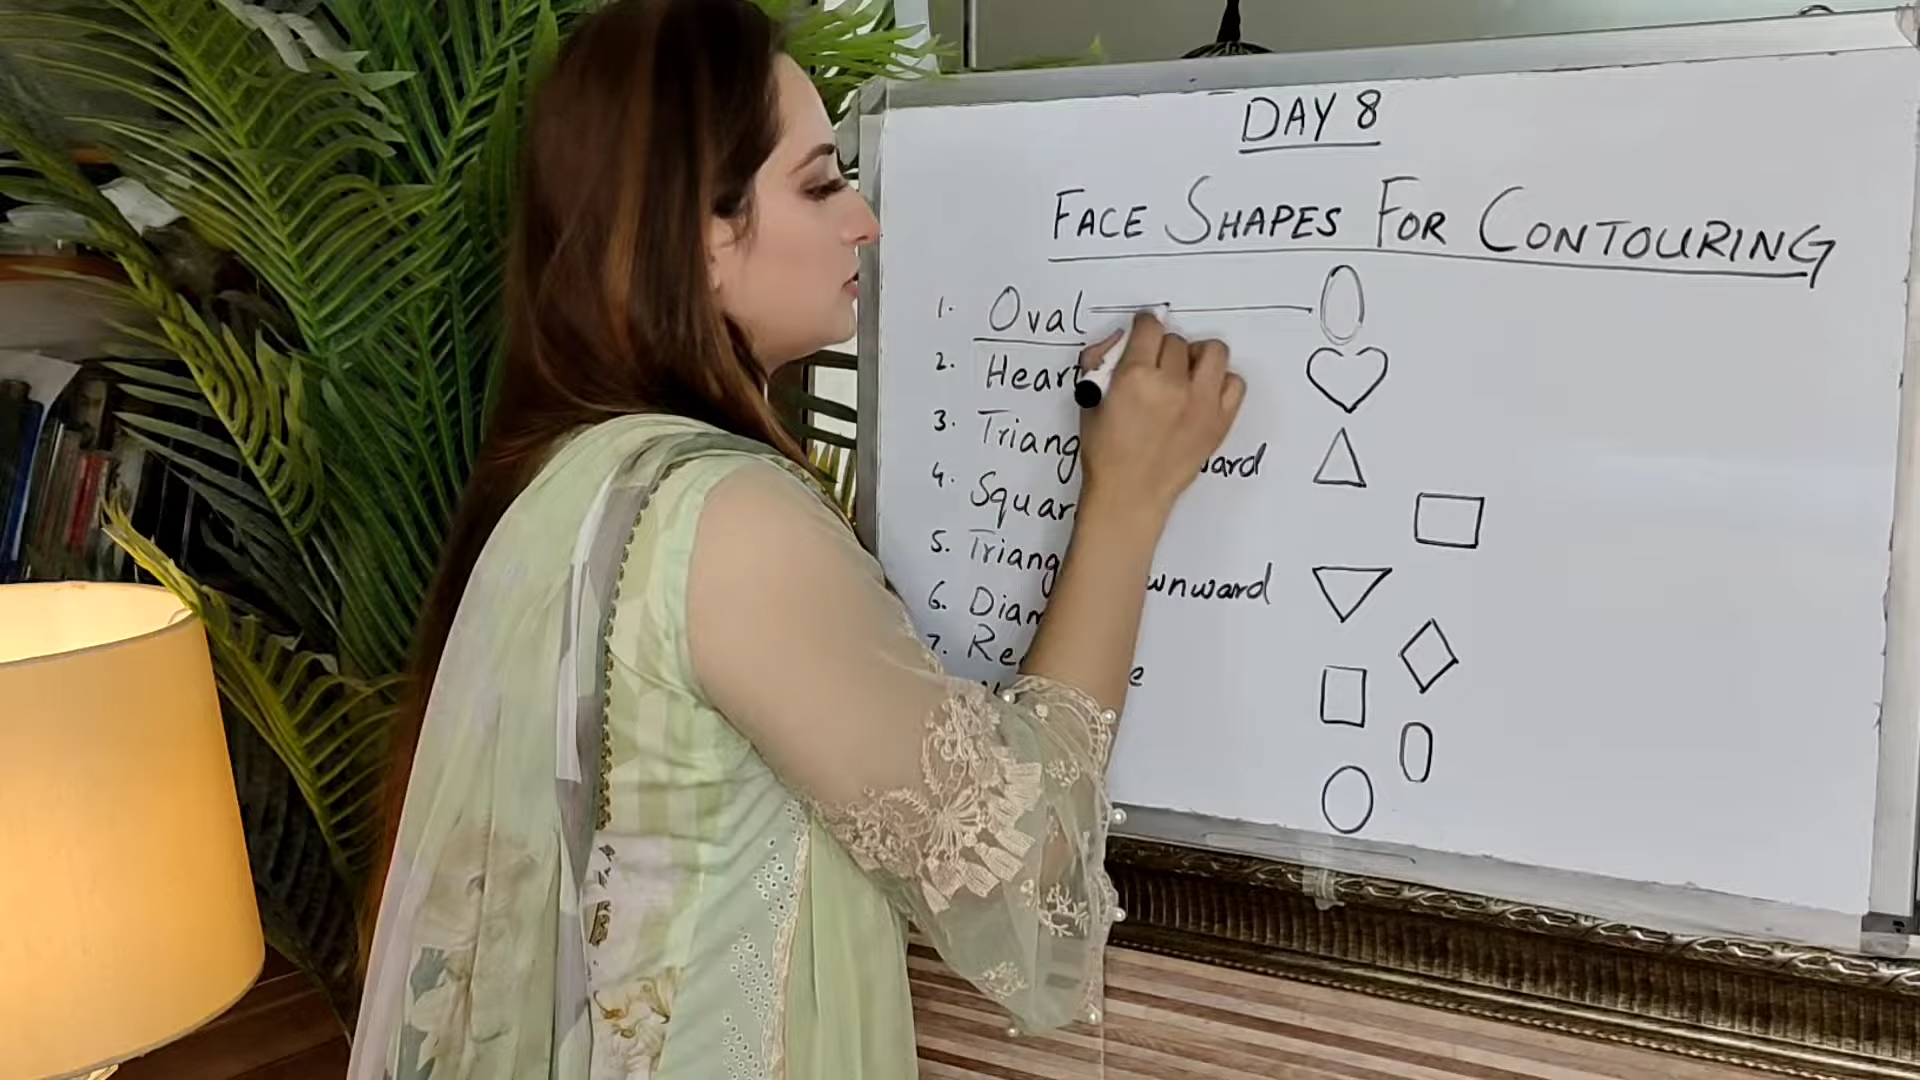 DAY 8
FACE SHAPES FOR CONTOURING
1. Oval
2. Heart
3. Triang ward
4. Squar
5. Triang wnward
6. Diam
7. Re e